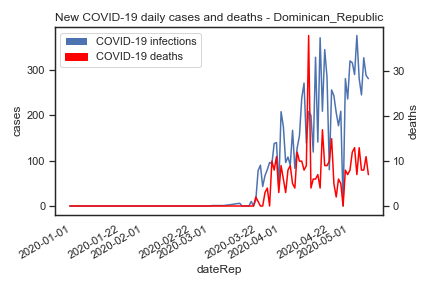 New COVID-19 daily cases and deaths - Dominican_Republic
COVID-19 infections
COVID-19 deaths
300
200
100
0
cases
30
20
10
0
deaths
2020-01-01
2020-01-22
2020-02-01
2020-02-22
2020-03-01
2020-03-22
2020-04-01
2020-04-22
2020-05-01
dateRep